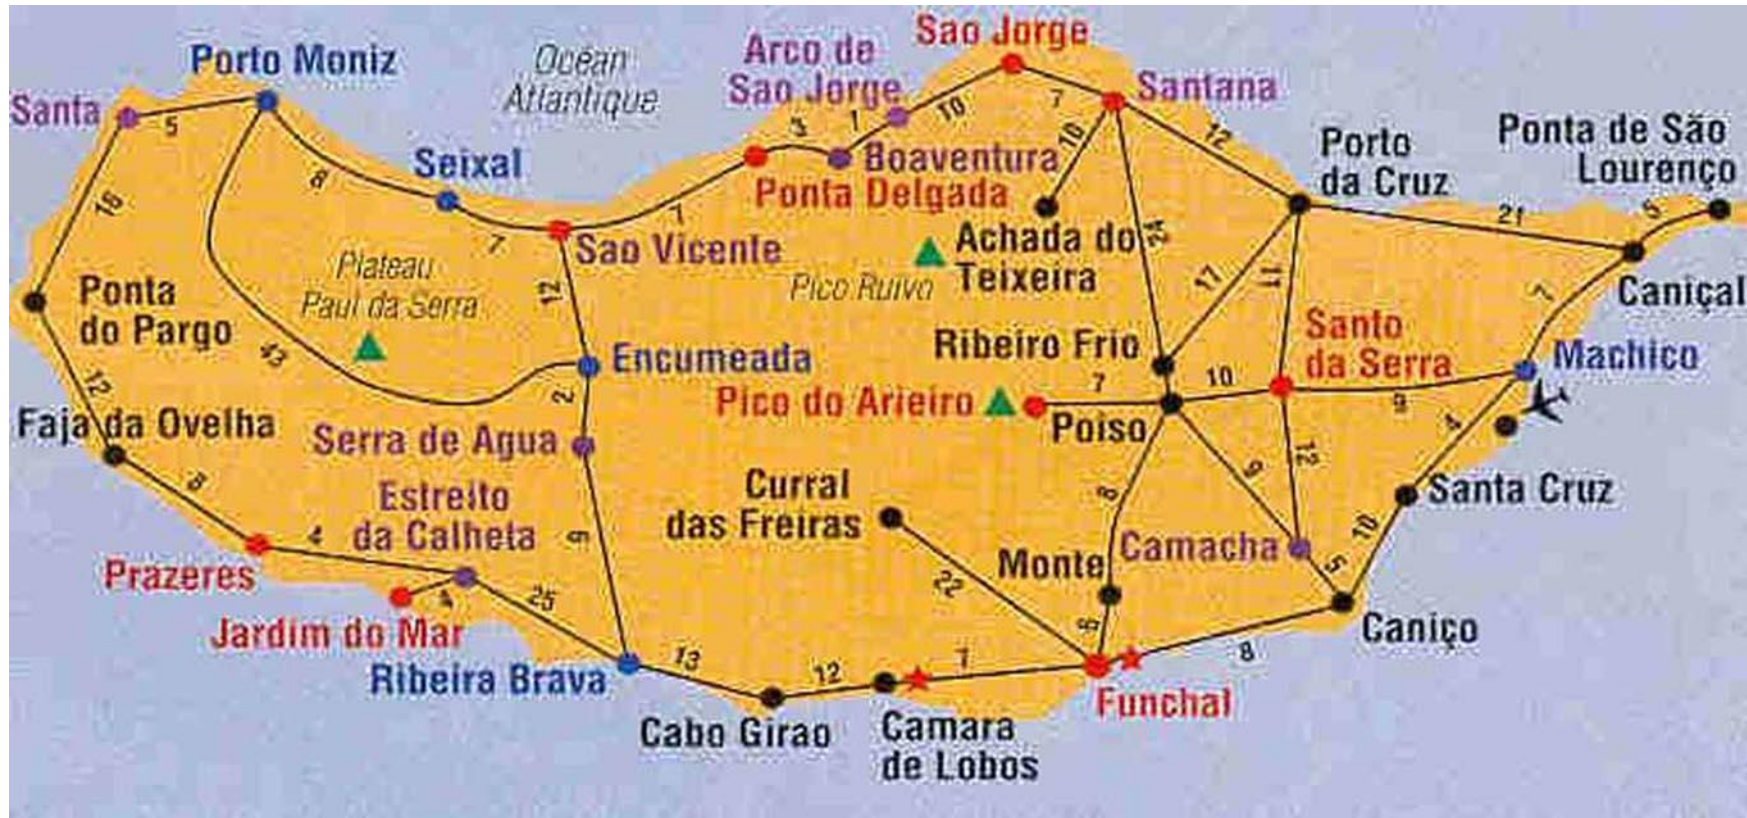 Sao Jorge
Arco de
Sao Jorge
Porto Moniz
Océan
Atlantique
Santa
Santana
5
10
7
Ponta de São
Lourenço
Porto
da Cruz
3
1
12
10
8
Seixal
Boaventura
Ponta Delgada
7
21
5
Sao Vicente
Achada do
Teixeira
24
Plateau
Paul da Serra
Pico Ruivo
12
17
11
7
Caniçal
Ponta
do Pargo
43
Encumeada
Ribeiro Frio
Santo
da Serra
Machico
12
2
7
10
9
Pico do Arieiro
Poiso
4
Faja da Ovelha
Serra de Agua
9
12
8
Curral
das Freiras
8
Santa Cruz
Estreito
da Calheta
4
9
10
Monte
Camacha
5
Prazeres
4
25
22
Jardim do Mar
6
Caniço
Ribeira Brava
13
12
8
Funchal
Cabo Girao
Camara
de Lobos